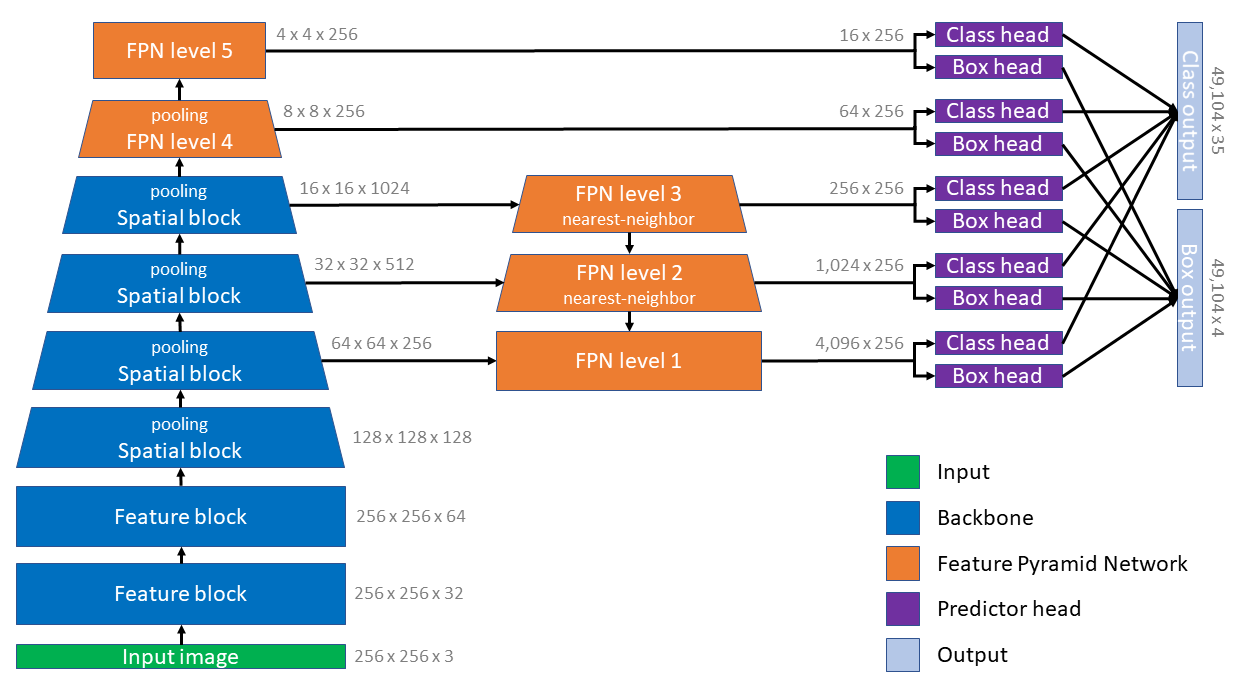 FPN level 5
4 x 4 x 256
16 x 256
Class head
Box head
pooling
FPN level 4
8 x 8 x 256
64 x 256
Class head
Box head
pooling
Spatial block
16 x 16 x 1024
FPN level 3
nearest-neighbor
256 x 256
Class head
Box head
pooling
Spatial block
32 x 32 x 512
FPN level 2
nearest-neighbor
1,024 x 256
Class head
Box head
pooling
Spatial block
64 x 64 x 256
FPN level 1
4,096 x 256
Class head
Box head
Class output
49,104 x 35
Box output
49,104 x 4
pooling
Spatial block
128 x 128 x 128
Feature block
256 x 256 x 64
Feature block
256 x 256 x 32
Input image
256 x 256 x 3
Input
Backbone
Feature Pyramid Network
Predictor head
Output